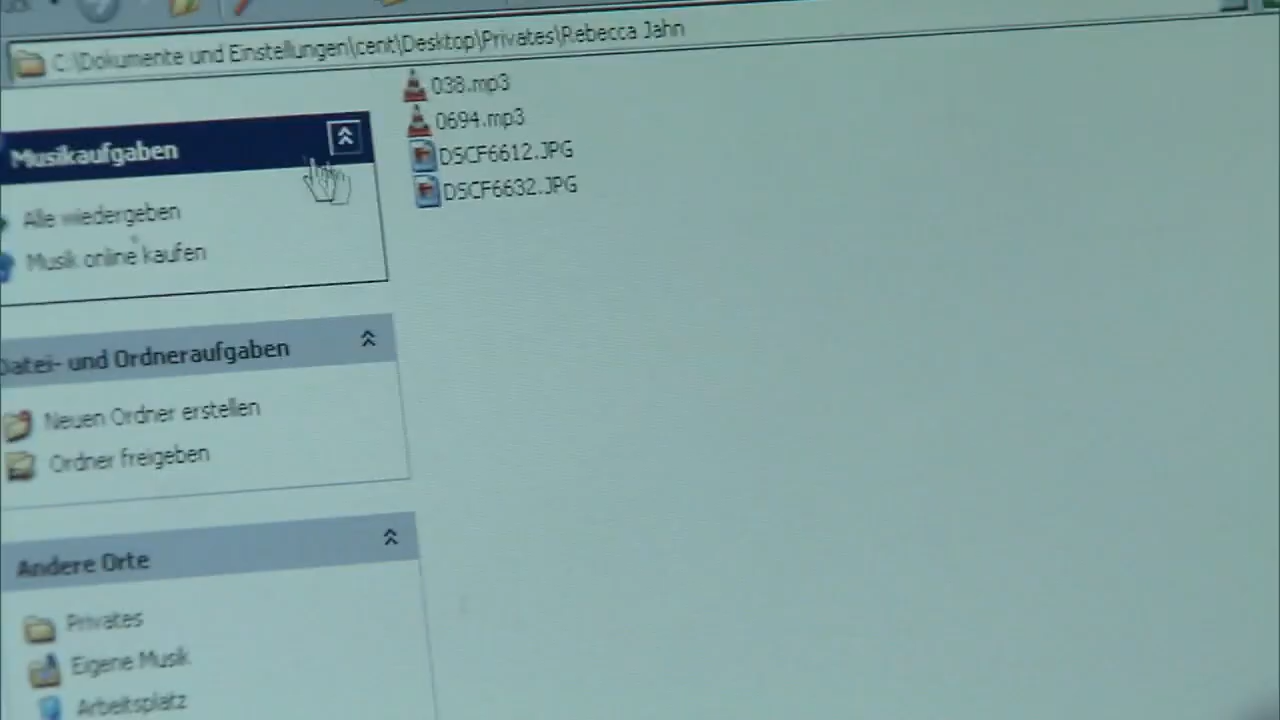 C:\Dokumente und Einstellungen\cent\Desktop\Privates\Rebecca Jahn
038.mp3
0694.mp3
DSCF6612.JPG
DSCF6632.JPG
Musikaufgaben
Alle wiedergeben
Musik online kaufen
Datei- und Ordneraufgaben
Neuen Ordner erstellen
Ordner freigeben
Andere Orte
Privates
Eigene Musik
Arbeitsplatz